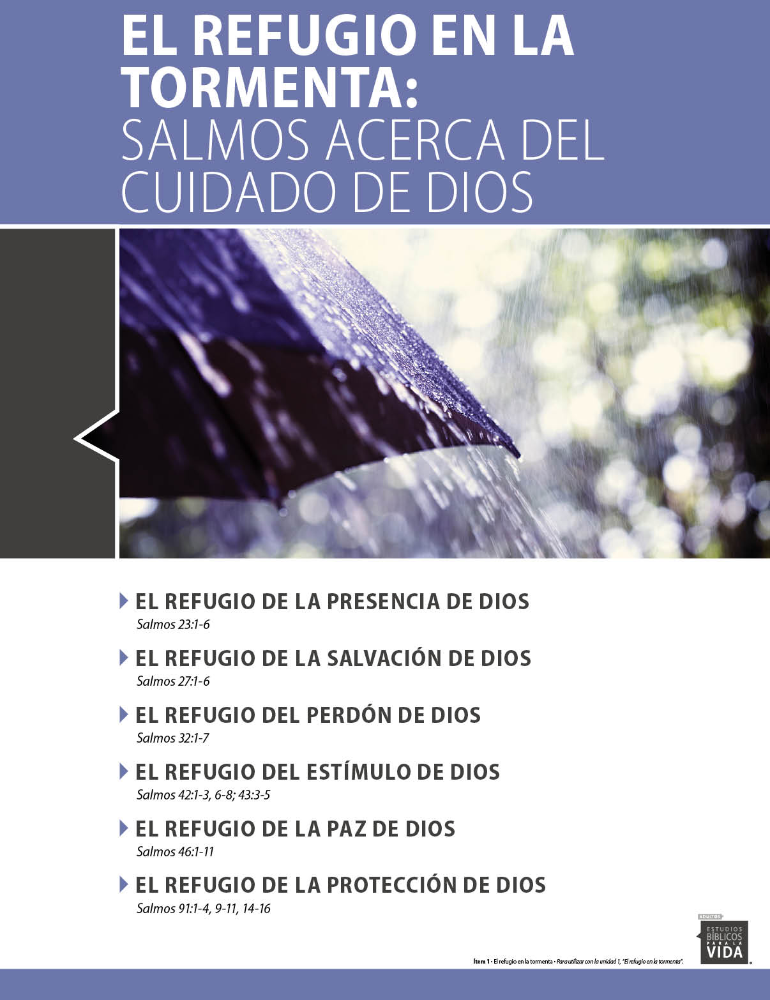 EL REFUGIO EN LA
TORMENTA:
SALMOS ACERCA DEL
CUIDADO DE DIOS
EL REFUGIO DE LA PRESENCIA DE DIOS
Salmos 23:1-6
EL REFUGIO DE LA SALVACIÓN DE DIOS
Salmos 27:1-6
EL REFUGIO DEL PERDÓN DE DIOS
Salmos 32:1-7
EL REFUGIO DEL ESTÍMULO DE DIOS
Salmos 42:1-3, 6-8; 43:3-5
EL REFUGIO DE LA PAZ DE DIOS
Salmos 46:1-11
EL REFUGIO DE LA PROTECCIÓN DE DIOS
Salmos 91:1-4, 9-11, 14-16
ADULTOS
ESTUDIOS
BÍBLICOS
PARA LA
VIDA
Ítem 1 • El refugio en la tormenta • Para utilizar con la unidad 1, "El refugio en la tormenta".